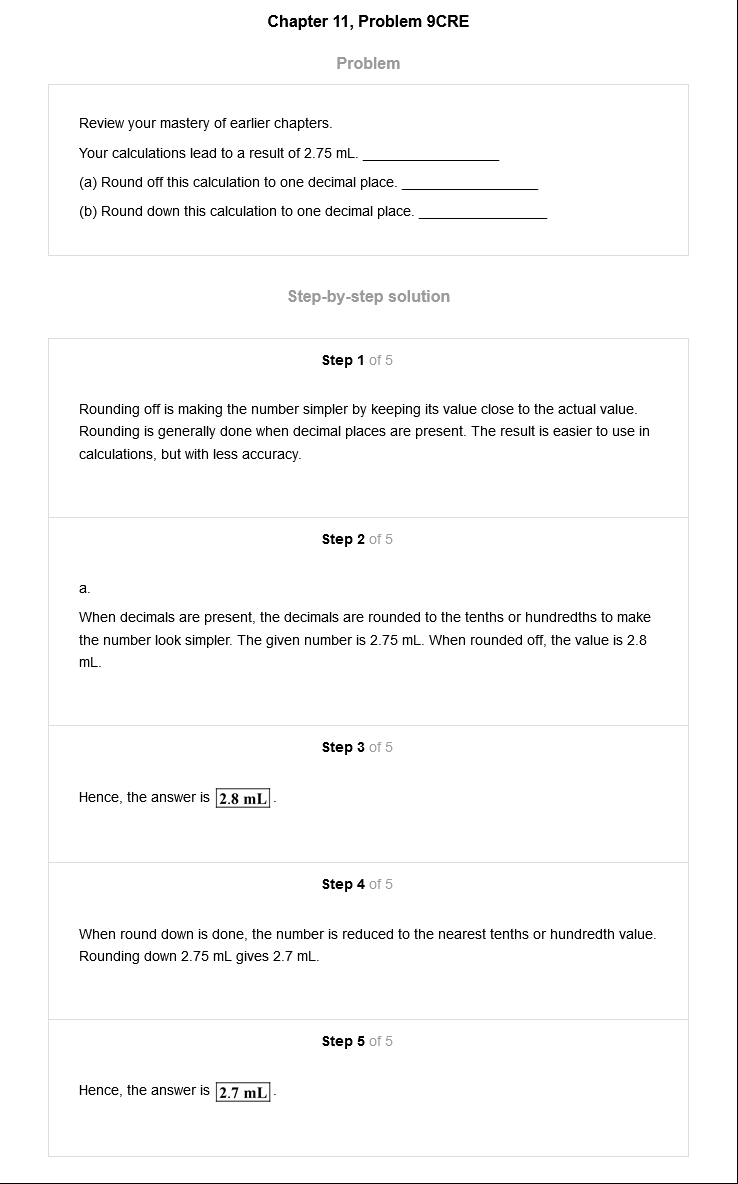 Chapter 11, Problem 9CRE
Problem
Review your mastery of earlier chapters.
Your calculations lead to a result of 2.75 mL. _________________
(a) Round off this calculation to one decimal place. _________________
(b) Round down this calculation to one decimal place. ________________
Step-by-step solution
Step 1 of 5
Rounding off is making the number simpler by keeping its value close to the actual value.
Rounding is generally done when decimal places are present. The result is easier to use in
calculations, but with less accuracy.
Step 2 of 5
a.
When decimals are present, the decimals are rounded to the tenths or hundredths to make
the number look simpler. The given number is 2.75 mL. When rounded off, the value is 2.8
mL.
Step 3 of 5
Hence, the answer is 2.8 mL.
Step 4 of 5
When round down is done, the number is reduced to the nearest tenths or hundredth value.
Rounding down 2.75 mL gives 2.7 mL.
Step 5 of 5
Hence, the answer is 2.7 mL.